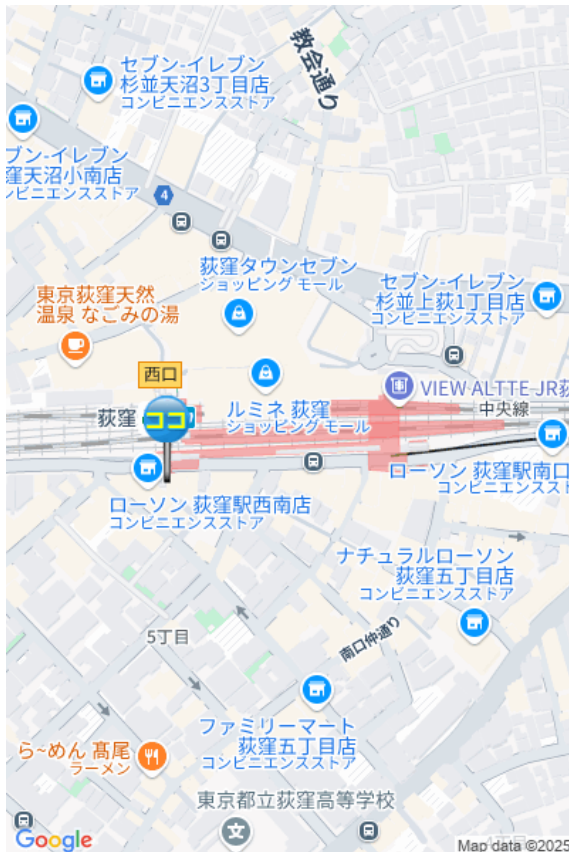 教会通り
セブン-イレブン
杉並天沼3丁目店
コンビニエンスストア
ブン-イレブン
窪天沼小南店
ンビニエンスストア
4
荻窪タウンセブン
ショッピング モール
セブン-イレブン
杉並上荻1丁目店
コンビニエンスストア
東京荻窪天然
温泉 なごみの湯
西口
荻窪
ココ
ルミネ 荻窪
ショッピング モール
VIEW ALTTE JR荻
中央線
ローソン 荻窪駅南口
コンビニエンススト
ローソン 荻窪駅西南店
コンビニエンスストア
ナチュラルローソン
荻窪五丁目店
コンビニエンスストア
5丁目
南口仲通り
ファミリーマート
荻窪五丁目店
コンビニエンスストア
ら~めん 髙尾
ラーメン
東京都立荻窪高等学校
文
Google
Map data ©2025